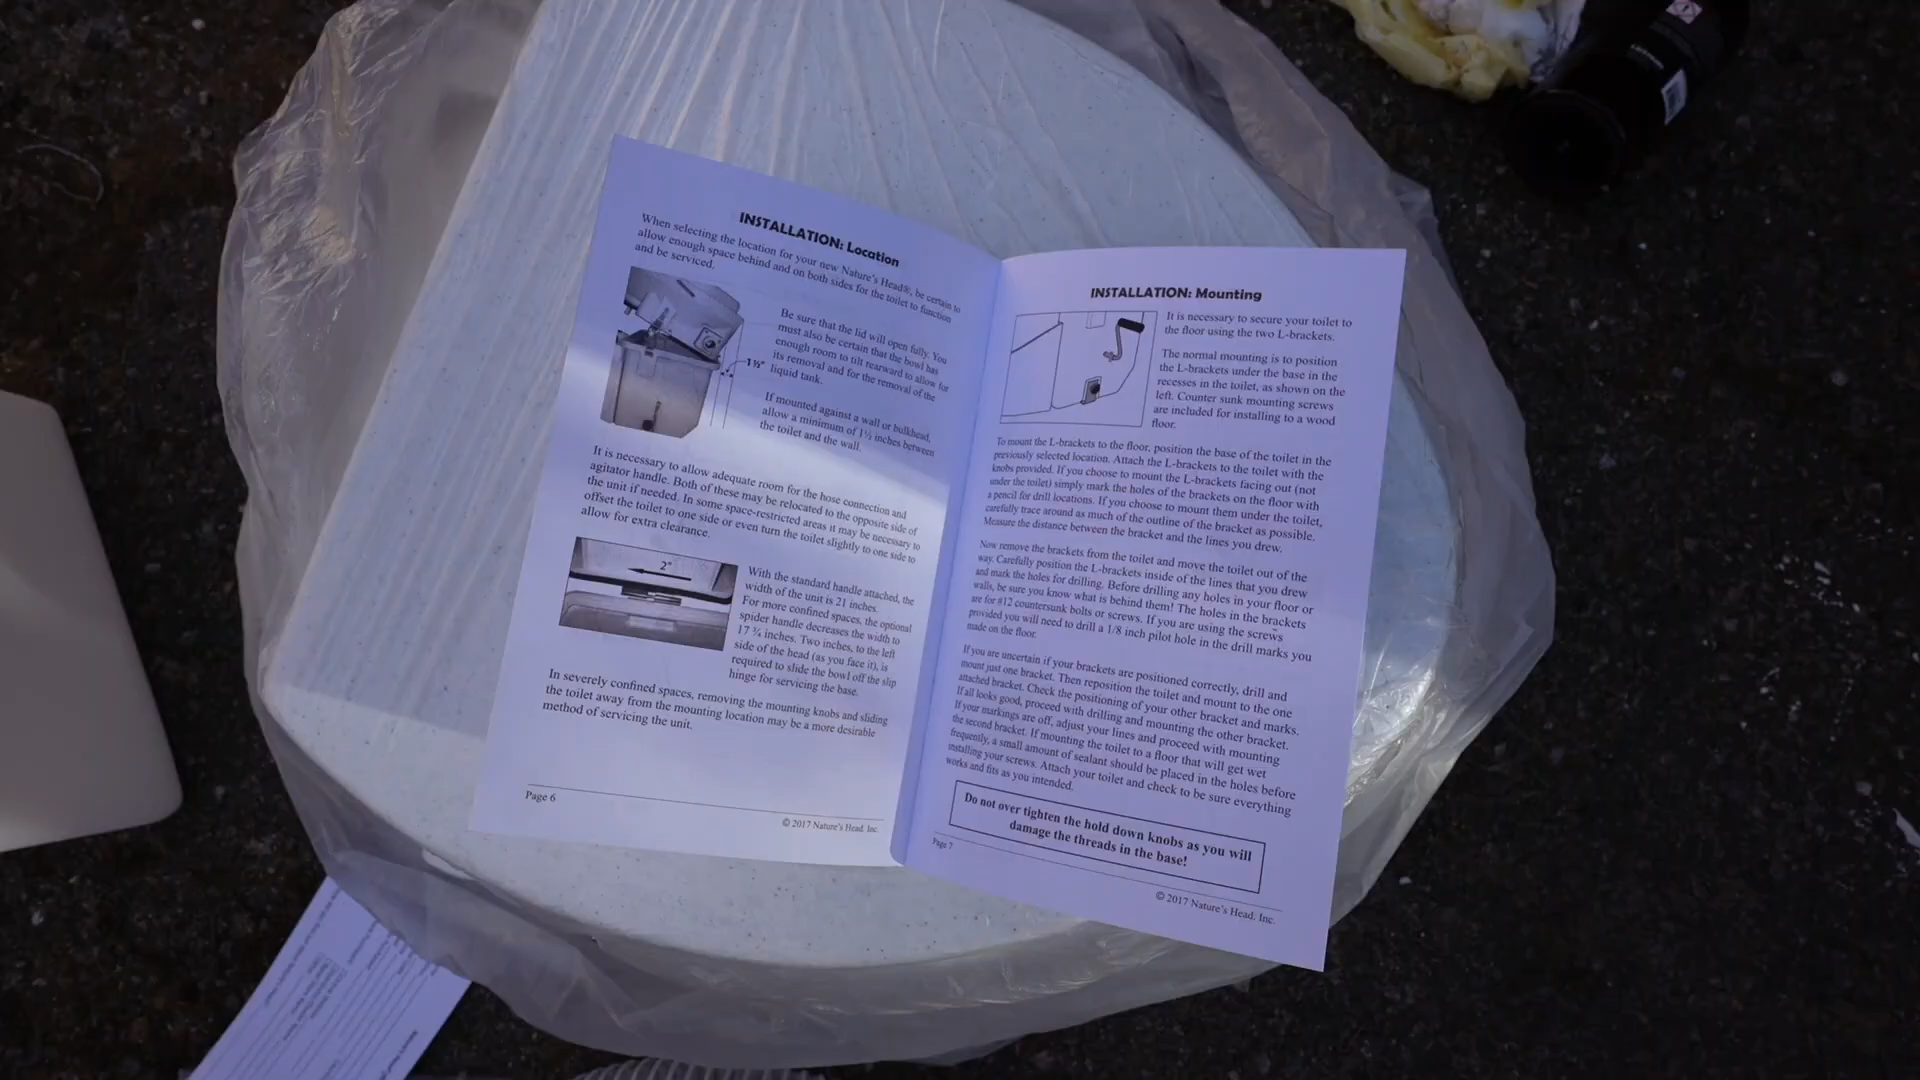 INSTALLATION: Location
When selecting the location for your new Nature's Head®, be certain to
allow enough space behind and on both sides for the toilet to function
and be serviced.
Be sure that the lid will open fully. You
must also be certain that the bowl has
enough room to tilt rearward to allow for
its removal and for the removal of the
liquid tank.
1 ½"
If mounted against a wall or bulkhead,
allow a minimum of 1½ inches between
the toilet and the wall.
It is necessary to allow adequate room for the hose connection and
agitator handle. Both of these may be relocated to the opposite side of
the unit if needed. In some space-restricted areas it may be necessary to
offset the toilet to one side or even turn the toilet slightly to one side to
allow for extra clearance.
2"
With the standard handle attached, the
width of the unit is 21 inches.
For more confined spaces, the optional
spider handle decreases the width to
17 ¾ inches. Two inches, to the left
side of the head (as you face it), is
required to slide the bowl off the slip
hinge for servicing the base.
In severely confined spaces, removing the mounting knobs and sliding
the toilet away from the mounting location may be a more desirable
method of servicing the unit.
Page 6
© 2017 Nature's Head. Inc.
INSTALLATION: Mounting
It is necessary to secure your toilet to
the floor using the two L-brackets.
The normal mounting is to position
the L-brackets under the base in the
recesses in the toilet, as shown on the
left. Counter sunk mounting screws
are included for installing to a wood
floor.
To mount the L-brackets to the floor, position the base of the toilet in the
previously selected location. Attach the L-brackets to the toilet with the
knobs provided. If you choose to mount the L-brackets facing out (not
under the toilet) simply mark the holes of the brackets on the floor with
a pencil for drill locations. If you choose to mount them under the toilet,
carefully trace around as much of the outline of the bracket as possible.
Measure the distance between the bracket and the lines you drew.
Now remove the brackets from the toilet and move the toilet out of the
way. Carefully position the L-brackets inside of the lines that you drew
and mark the holes for drilling. Before drilling any holes in your floor or
walls, be sure you know what is behind them! The holes in the brackets
are for #12 countersunk bolts or screws. If you are using the screws
provided you will need to drill a 1/8 inch pilot hole in the drill marks you
made on the floor.
If you are uncertain if your brackets are positioned correctly, drill and
mount just one bracket. Then reposition the toilet and mount to the one
attached bracket. Check the positioning of your other bracket and marks.
If all looks good, proceed with drilling and mounting the other bracket.
If your markings are off, adjust your lines and proceed with mounting
the second bracket. If mounting the toilet to a floor that will get wet
frequently, a small amount of sealant should be placed in the holes before
installing your screws. Attach your toilet and check to be sure everything
works and fits as you intended.
Do not over tighten the hold down knobs as you will
damage the threads in the base!
Page 7
© 2017 Nature's Head. Inc.